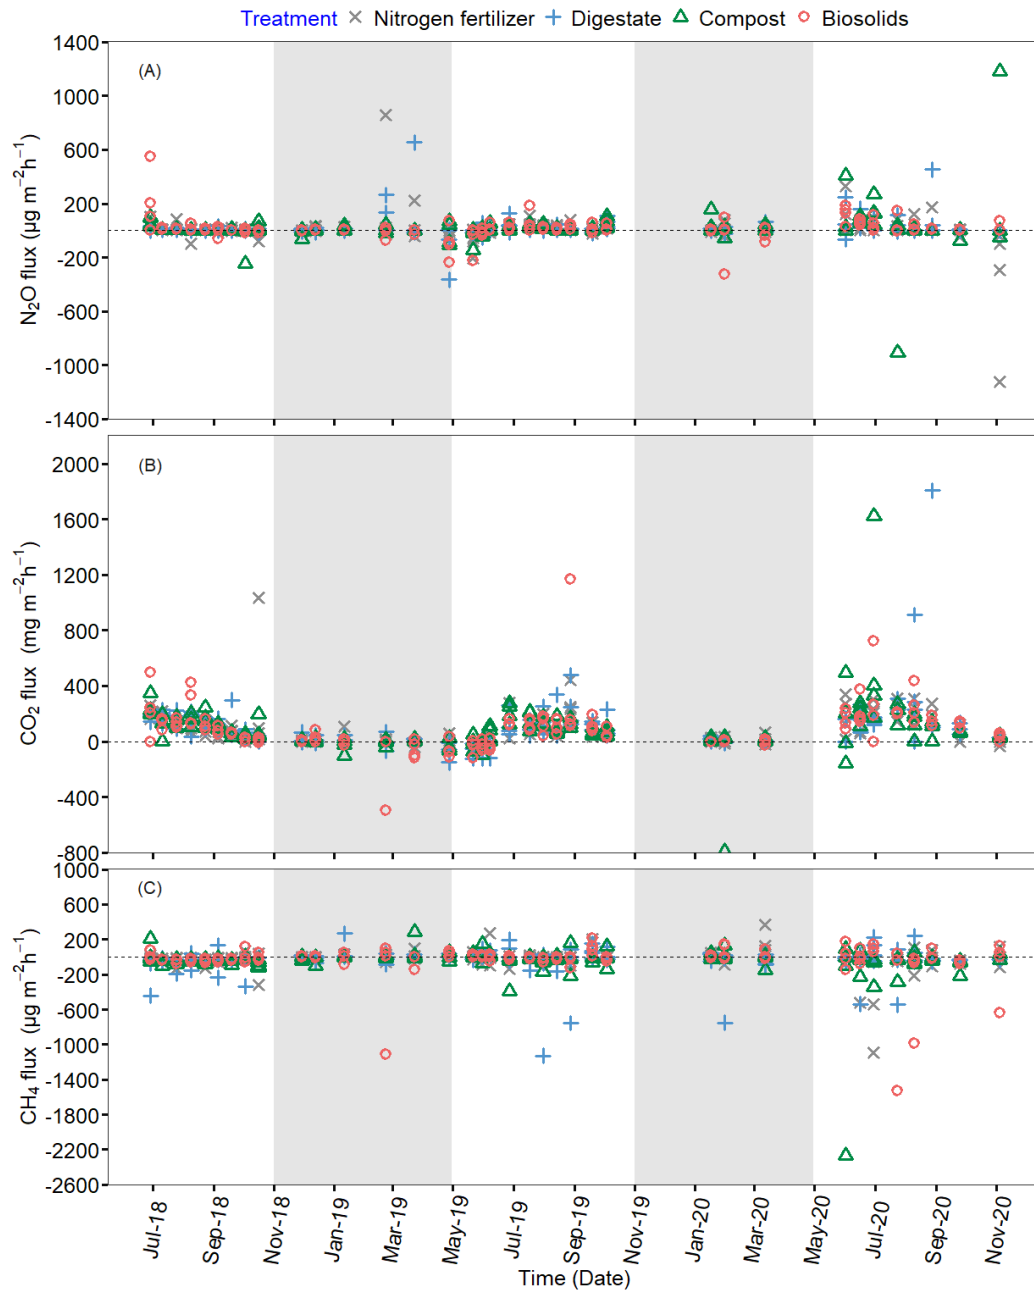 Treatment Nitrogen fertilizer Digestate Compost Biosolids
(A)
N₂O flux (µg m⁻²h⁻¹)
1400
1000
600
200
-200
-600
-1000
-1400
(B)
CO₂ flux (mg m⁻²h⁻¹)
2000
1600
1200
800
400
0
-400
-800
(C)
CH₄ flux (µg m⁻²h⁻¹)
1000
600
200
-200
-600
-1000
-1400
-1800
-2200
-2600
Jul-18 Sep-18 Nov-18 Jan-19 Mar-19 May-19 Jul-19 Sep-19 Nov-19 Jan-20 Mar-20 May-20 Jul-20 Sep-20 Nov-20
Time (Date)